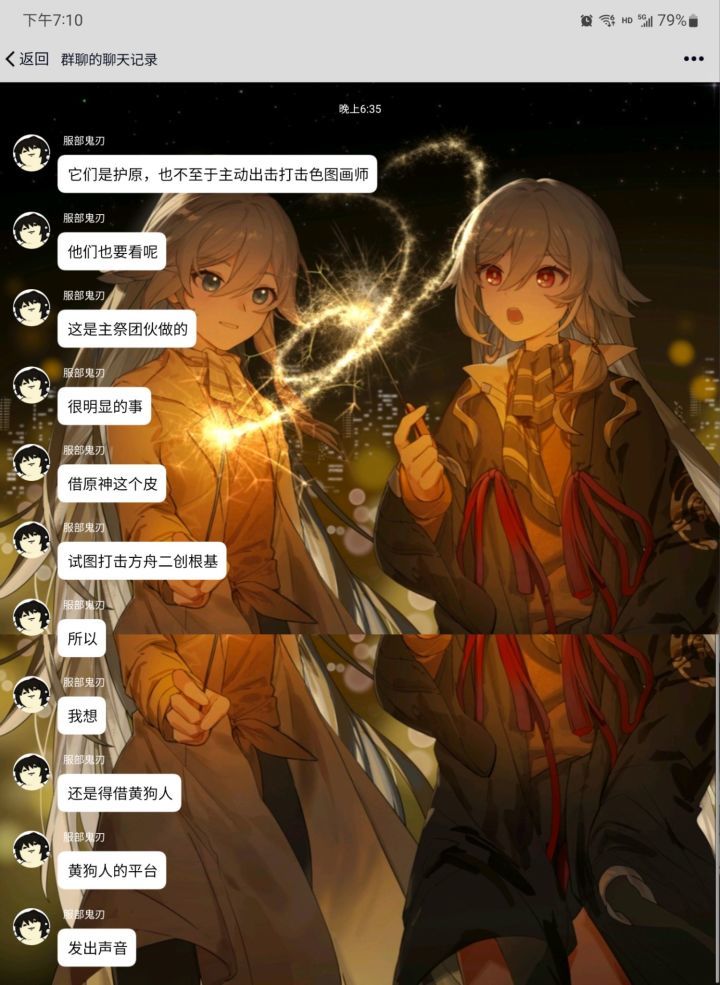 下午7:10
HD 5G 79%
返回 群聊的聊天记录
晚上6:35
服部鬼刃
它们是护原，也不至于主动出击打击色图画师
服部鬼刃
他们也要看呢
服部鬼刃
这是主祭团伙做的
服部鬼刃
很明显的事
服部鬼刃
借原神这个皮
服部鬼刃
试图打击方舟二创根基
服部鬼刃
所以
服部鬼刃
我想
服部鬼刃
还是得借黄狗人
服部鬼刃
黄狗人的平台
服部鬼刃
发出声音